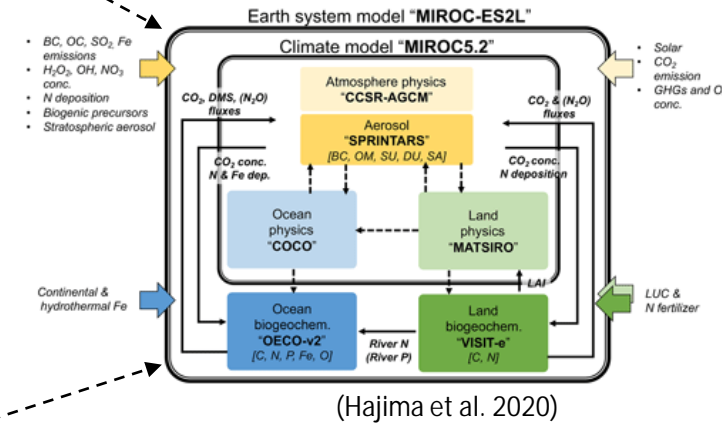 Earth system model "MIROC-ES2L"
Climate model "MIROC5.2"
• BC, OC, SO2, Fe
emissions
• H2O2, OH, NO3
conc.
• N deposition
• Biogenic precursors
• Stratospheric aerosol
• Solar
• CO2
emission
• GHGs and O
conc.
Atmosphere physics
"CCSR-AGCM"
Aerosol
"SPRINTARS"
[BC, OM, SU, DU, SA]
CO2, DMS, (N2O)
fluxes
CO2 & (N2O)
fluxes
CO2 conc.
N & Fe dep.
CO2 conc.
N deposition
Ocean
physics
"COCO"
Land
physics
"MATSIRO"
LAI
Continental &
hydrothermal Fe
Ocean
biogeochem.
"OECO-v2"
[C, N, P, Fe, O]
River N
(River P)
Land
biogeochem.
"VISIT-e"
[C, N]
LUC &
N fertilizer
(Hajima et al. 2020)